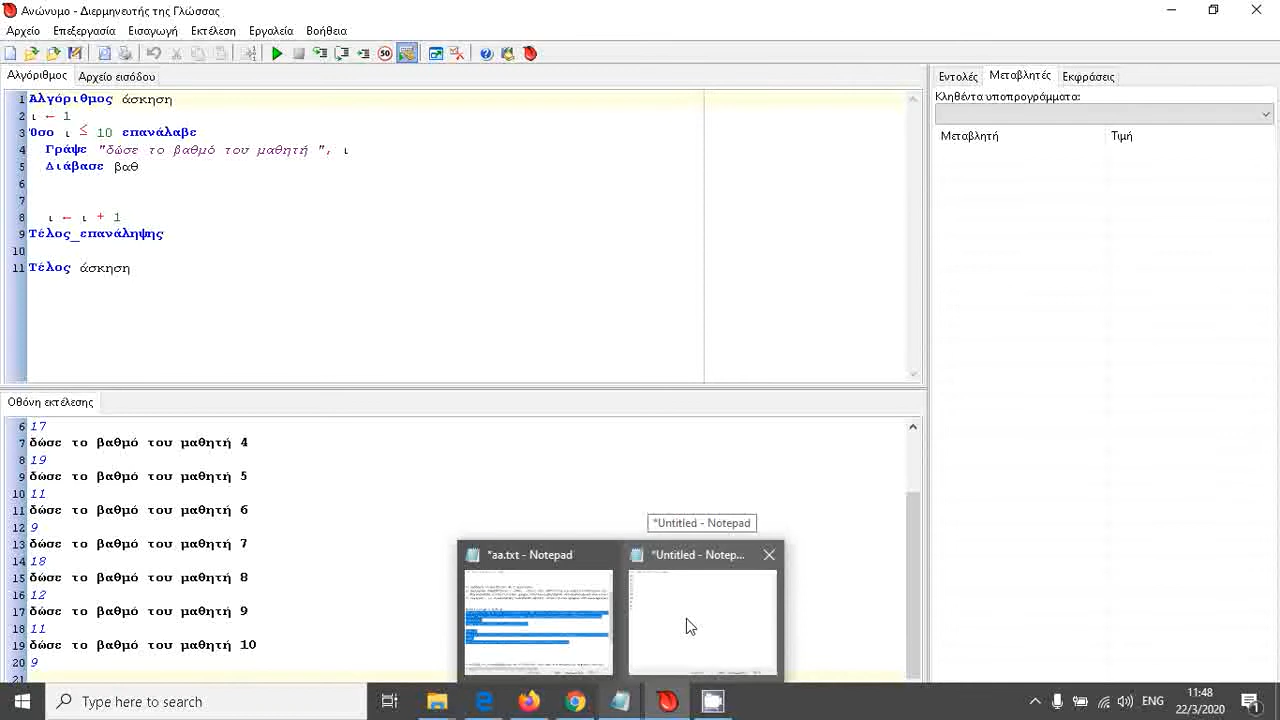 Ανώνυμο - Διερμηνευτής της Γλώσσας
Αρχείο Επεξεργασία Εισαγωγή Εκτέλεση Εργαλεία Βοήθεια
50
Αλγόριθμος Αρχείο εισόδου
1 Αλγόριθμος άσκηση
2 ι ← 1
3 Όσο ι ≤ 10 επανάλαβε
4 Γράψε "δώσε το βαθμό του μαθητή ", ι
5 Διάβασε βαθ
6
7
8 ι ← ι + 1
9 Τέλος_επανάληψης
10
11 Τέλος άσκηση
Εντολές Μεταβλητές Εκφράσεις
Κληθέντα υποπρογράμματα:
Μεταβλητή Τιμή
Οθόνη εκτέλεσης
6 17
7 δώσε το βαθμό του μαθητή 4
8 19
9 δώσε το βαθμό του μαθητή 5
10 11
11 δώσε το βαθμό του μαθητή 6
12 9
13 δώσε το βαθμό του μαθητή 7
14 18
15 δώσε το βαθμό του μαθητή 8
16 12
17 δώσε το βαθμό του μαθητή 9
18 11
19 δώσε το βαθμό του μαθητή 10
20 9
21
*Untitled - Notepad
*aa.txt - Notepad
*Untitled - Notep...
Type here to search
ENG
11:48
22/3/2020
1